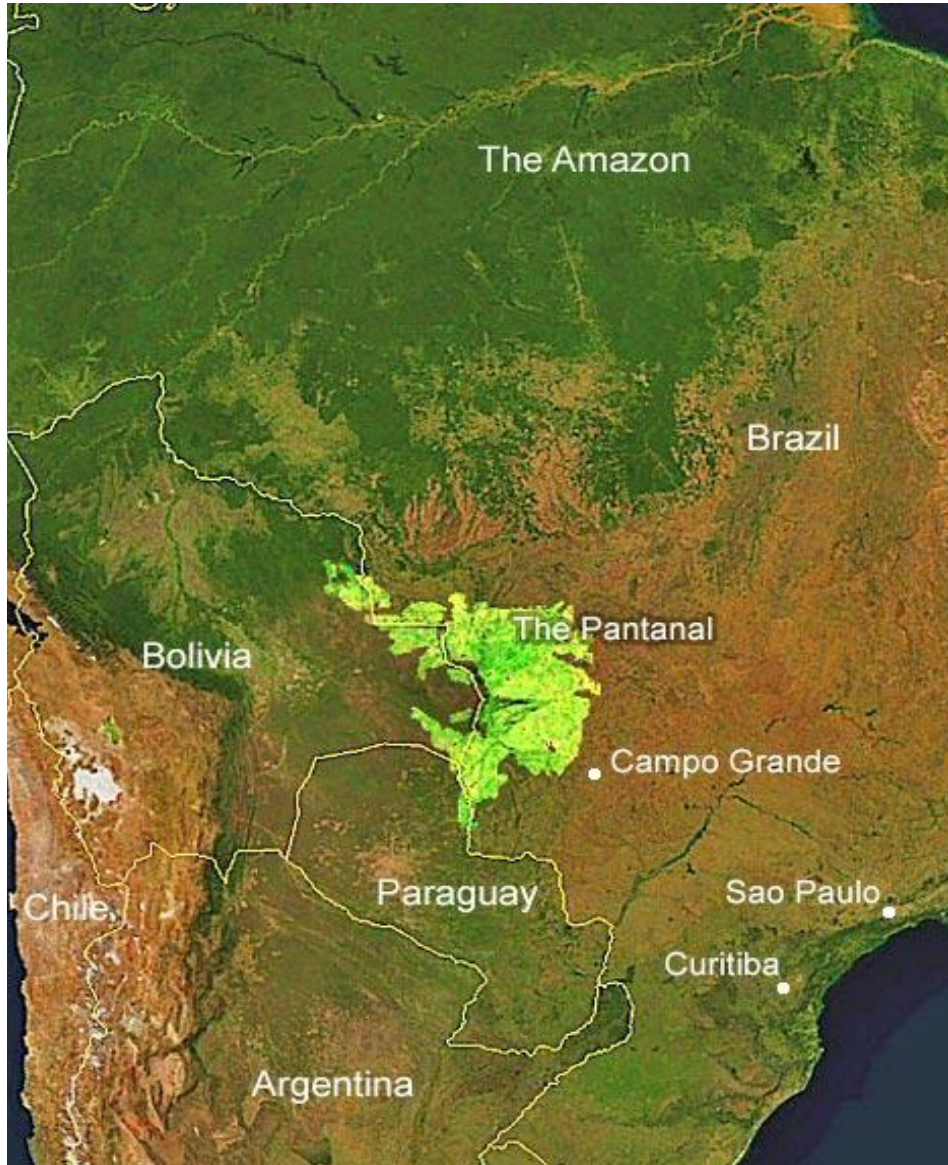 The Amazon
Brazil
The Pantanal
Bolivia
Campo Grande
Paraguay
Sao Paulo
Chile
Curitiba
Argentina